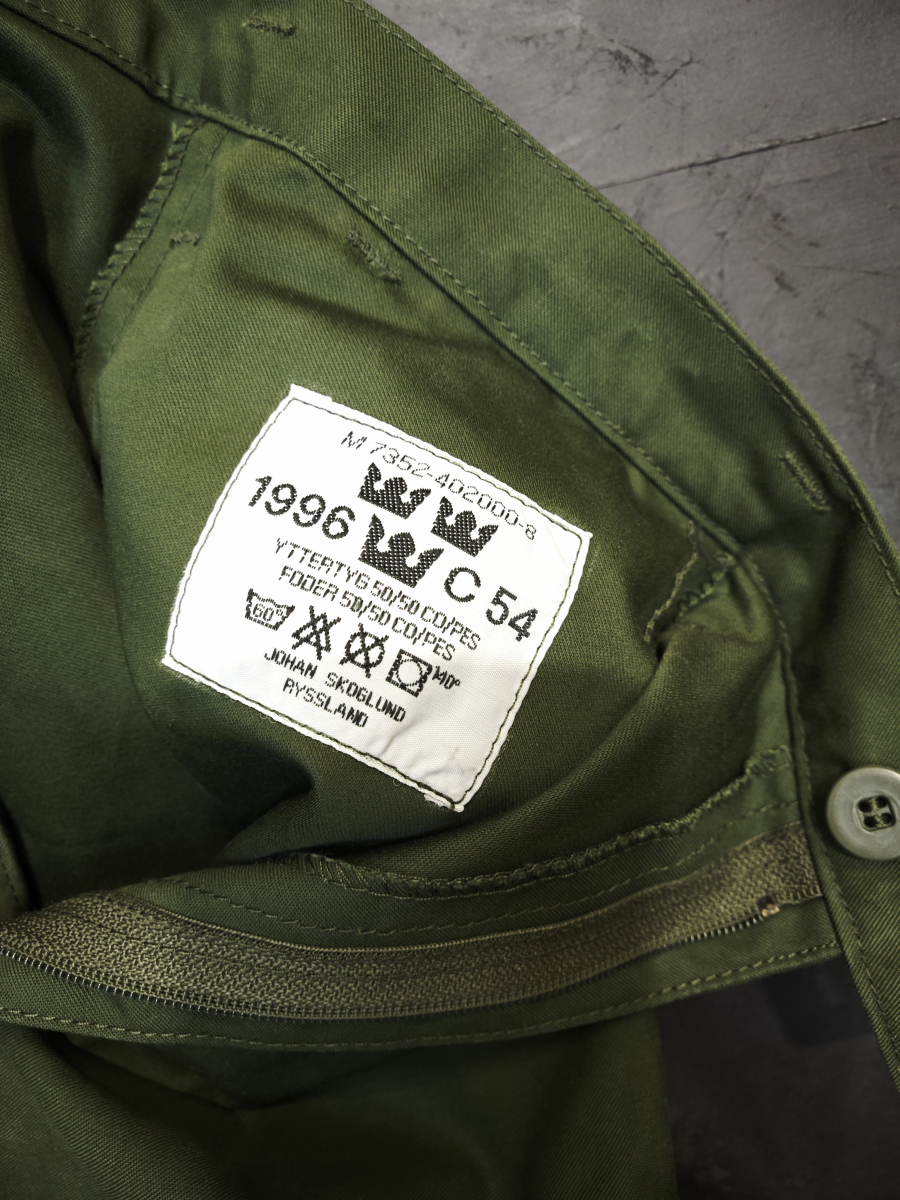 M 7352-402000-8
1996
C 54
YTTERTYG 50/50 CO/PES
FODER 50/50 CO/PES
60°
140°
JOHAN SKOGLUND
RYSSLAND